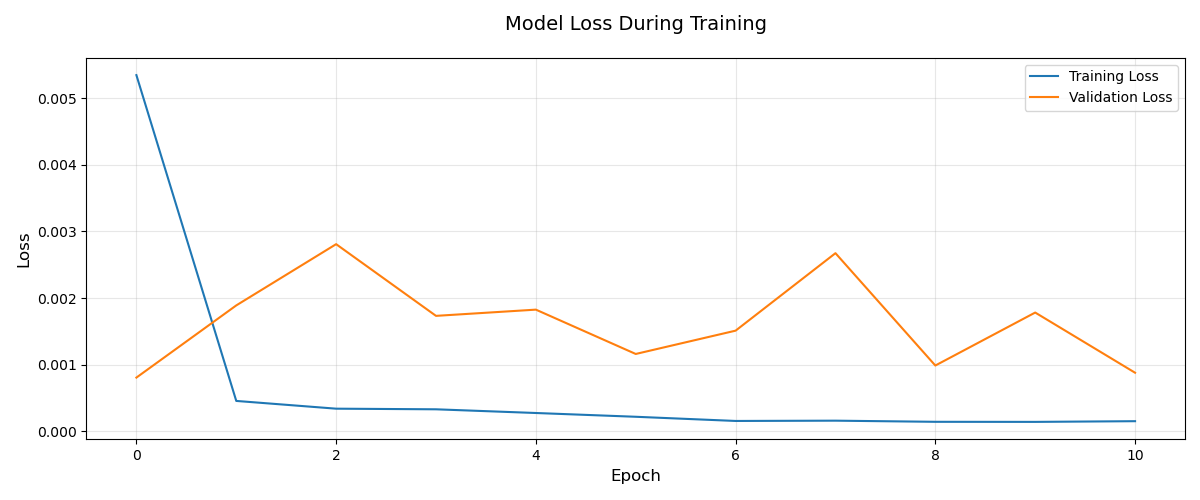 Model Loss During Training
Training Loss
Validation Loss
0.005
0.004
0.003
0.002
0.001
0.000
Loss
0 2 4 6 8 10
Epoch